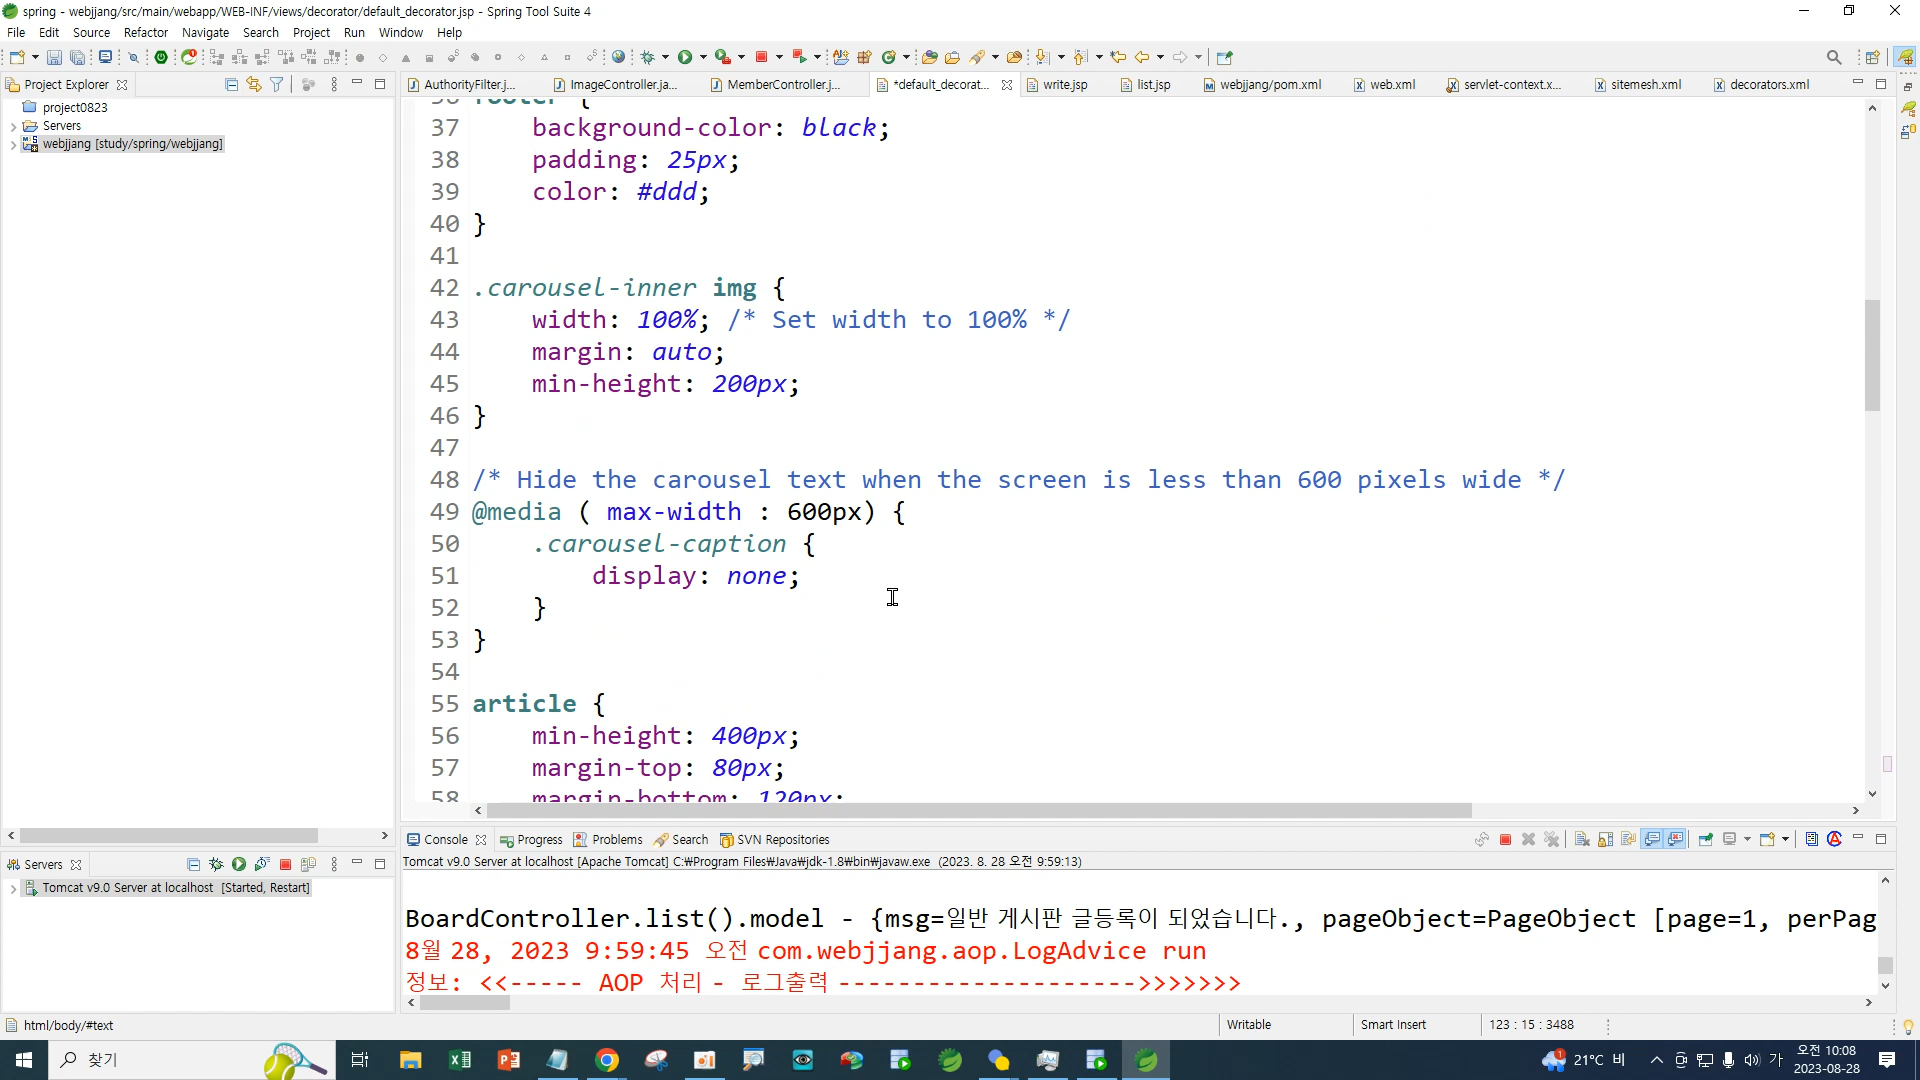 spring - webjjang/src/main/webapp/WEB-INF/views/decorator/default_decorator.jsp - Spring Tool Suite 4
File Edit Source Refactor Navigate Search Project Run Window Help
Project Explorer
AuthorityFilter.j... ImageController.ja... MemberController.j... *default_decorat... write.jsp list.jsp webjjang/pom.xml web.xml servlet-context.x... sitemesh.xml decorators.xml
project0823
Servers
webjjang [study/spring/webjjang]
36 footer {
37 background-color: black;
38 padding: 25px;
39 color: #ddd;
40 }
41
42 .carousel-inner img {
43 width: 100%; /* Set width to 100% */
44 margin: auto;
45 min-height: 200px;
46 }
47
48 /* Hide the carousel text when the screen is less than 600 pixels wide */
49 @media ( max-width : 600px) {
50 .carousel-caption {
51 display: none;
52 }
53 }
54
55 article {
56 min-height: 400px;
57 margin-top: 80px;
58 margin-bottom: 120px;
Servers
Tomcat v9.0 Server at localhost [Started, Restart]
Console Progress Problems Search SVN Repositories
Tomcat v9.0 Server at localhost [Apache Tomcat] C:₩Program Files₩Java₩jdk-1.8₩bin₩javaw.exe (2023. 8. 28 오전 9:59:13)
BoardController.list().model - {msg=일반 게시판 글등록이 되었습니다., pageObject=PageObject [page=1, perPag
8월 28, 2023 9:59:45 오전 com.webjjang.aop.LogAdvice run
정보: <<----- AOP 처리 - 로그출력 -------------------->>>>>>>
html/body/#text
Writable
Smart Insert
123 : 15 : 3488
찾기
21°C 비
가
오전 10:08
2023-08-28